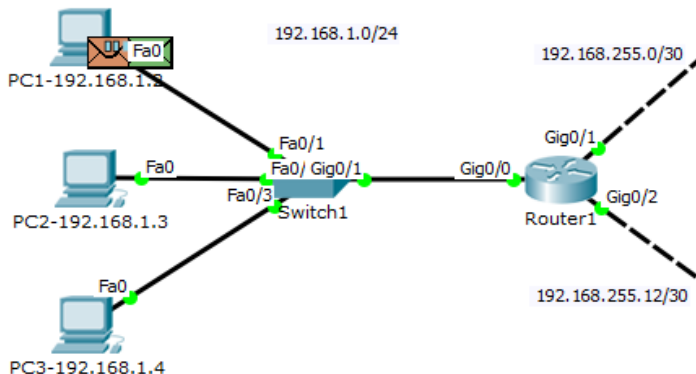 192.168.1.0/24
192.168.255.0/30
Fa0
PC1-192.168.1.2
Fa0/1
Gig0/1
Fa0
Fa0/
Gig0/1
Gig0/0
Fa0/3
Gig0/2
PC2-192.168.1.3
Switch1
Router1
Fa0
192.168.255.12/30
PC3-192.168.1.4